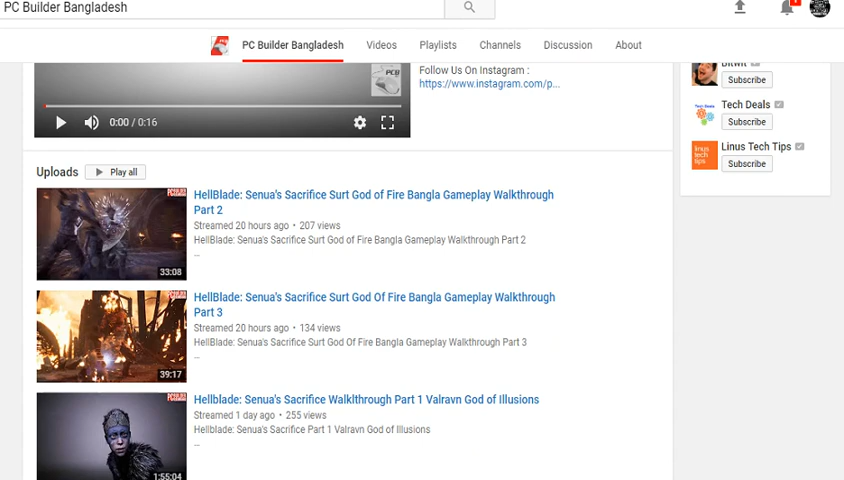 PC Builder Bangladesh
PC Builder Bangladesh Videos Playlists Channels Discussion About
Follow Us On Instagram :
https://www.instagram.com/p...
0:00 / 0:16
Bitwit
Subscribe
Tech Deals
Subscribe
Linus Tech Tips
linus
tech
tips
Subscribe
Uploads Play all
HellBlade: Senua's Sacrifice Surt God of Fire Bangla Gameplay Walkthrough
Part 2
Streamed 20 hours ago • 207 views
HellBlade: Senua's Sacrifice Surt God of Fire Bangla Gameplay Walkthrough Part 2
...
33:08
HellBlade: Senua's Sacrifice Surt God Of Fire Bangla Gameplay Walkthrough
Part 3
Streamed 20 hours ago • 134 views
HellBlade: Senua's Sacrifice Surt God Of Fire Bangla Gameplay Walkthrough Part 3
...
39:17
Hellblade: Senua's Sacrifice Walklthrough Part 1 Valravn God of Illusions
Streamed 1 day ago • 255 views
Hellblade: Senua's Sacrifice Part 1 Valravn God of Illusions
...
1:55:04